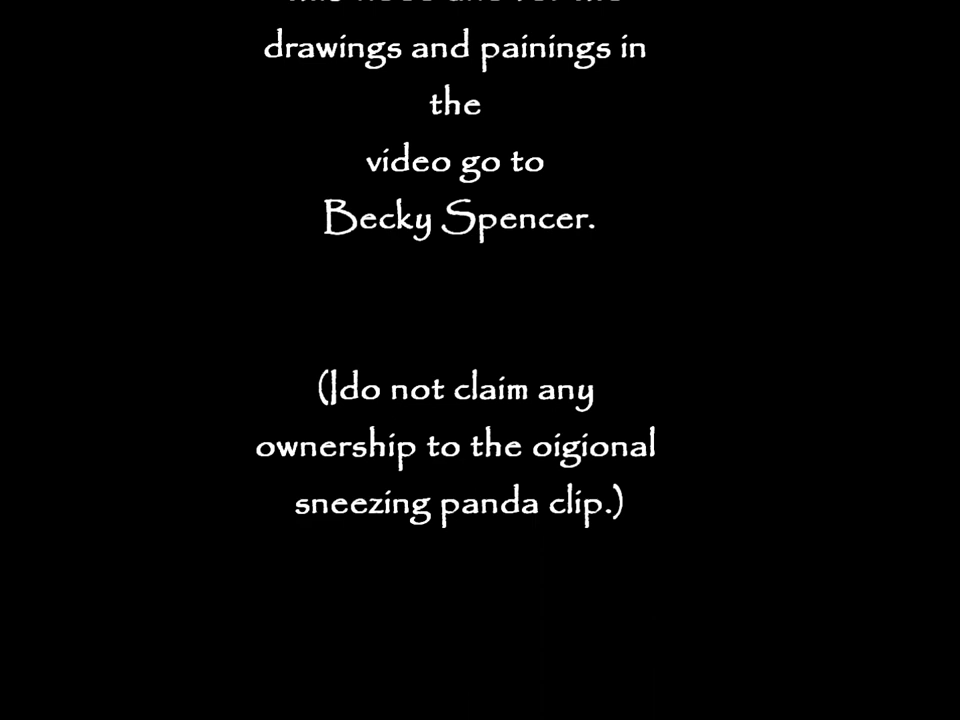 drawings and painings in
the
video go to
Becky Spencer.
(Ido not claim any
ownership to the oigional
sneezing panda clip.)